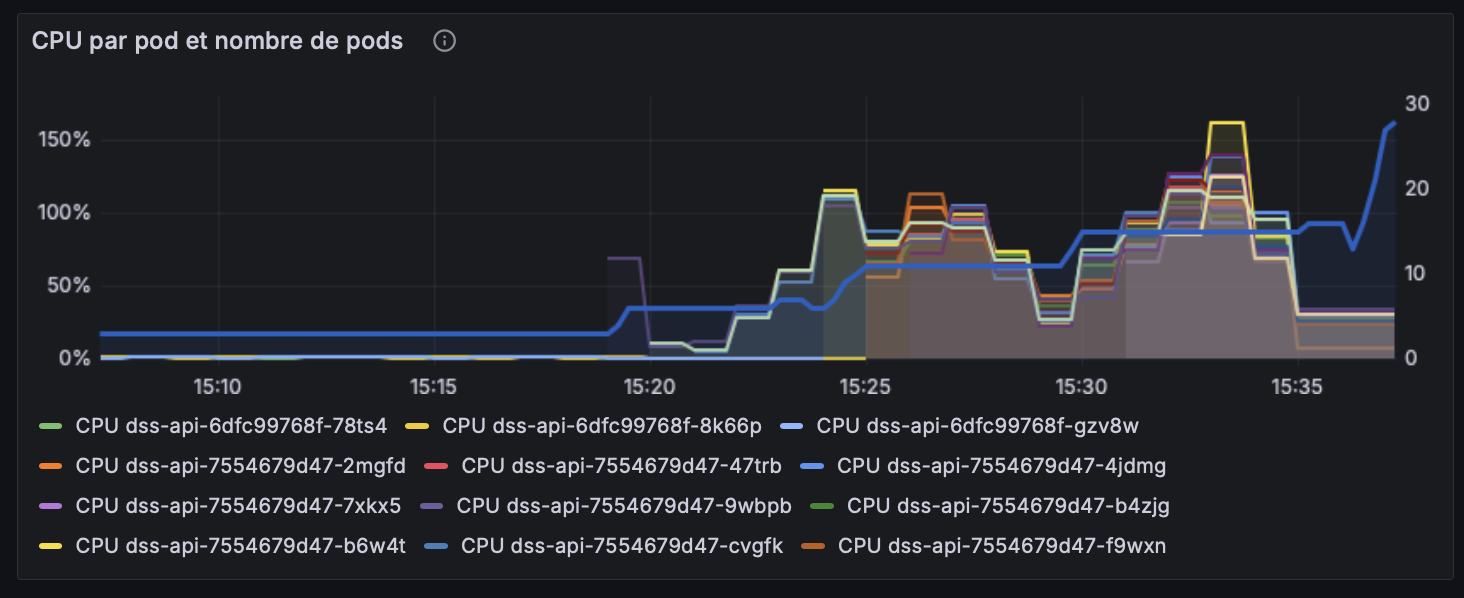 CPU par pod et nombre de pods
150%
100%
50%
0%
30
20
10
0
15:10 15:15 15:20 15:25 15:30 15:35
CPU dss-api-6dfc99768f-78ts4 CPU dss-api-6dfc99768f-8k66p CPU dss-api-6dfc99768f-gzv8w
CPU dss-api-7554679d47-2mgfd CPU dss-api-7554679d47-47trb CPU dss-api-7554679d47-4jdmg
CPU dss-api-7554679d47-7xkx5 CPU dss-api-7554679d47-9wbpb CPU dss-api-7554679d47-b4zjg
CPU dss-api-7554679d47-b6w4t CPU dss-api-7554679d47-cvgfk CPU dss-api-7554679d47-f9wxn